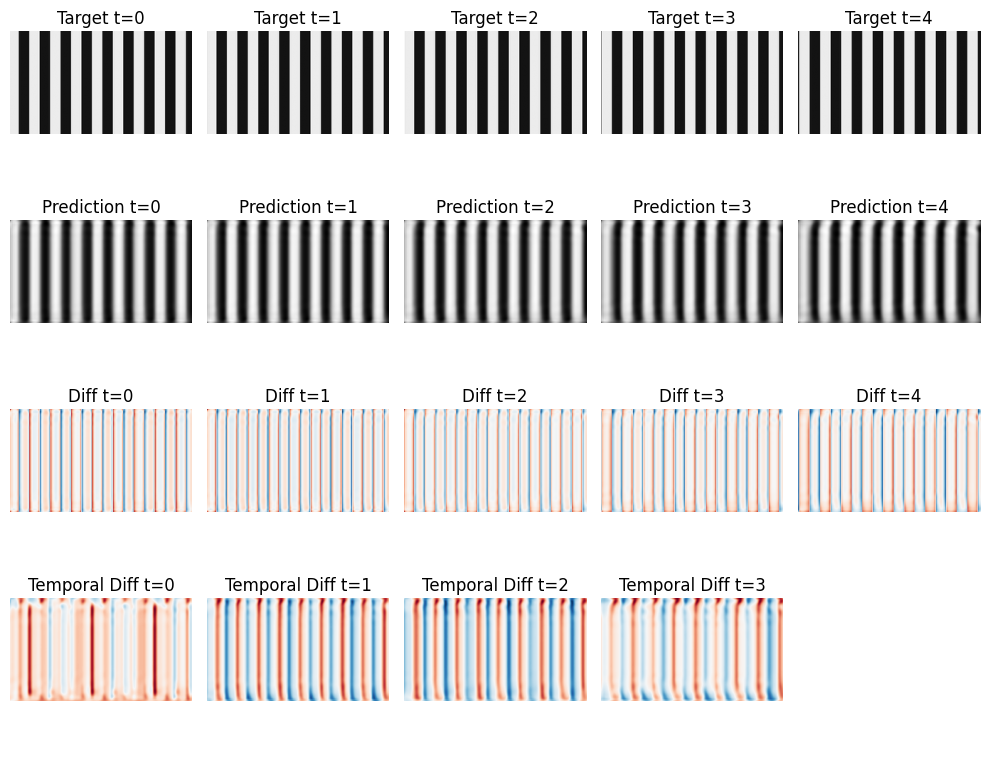 Target t=0
Target t=1
Target t=2
Target t=3
Target t=4
Prediction t=0
Prediction t=1
Prediction t=2
Prediction t=3
Prediction t=4
Diff t=0
Diff t=1
Diff t=2
Diff t=3
Diff t=4
Temporal Diff t=0
Temporal Diff t=1
Temporal Diff t=2
Temporal Diff t=3